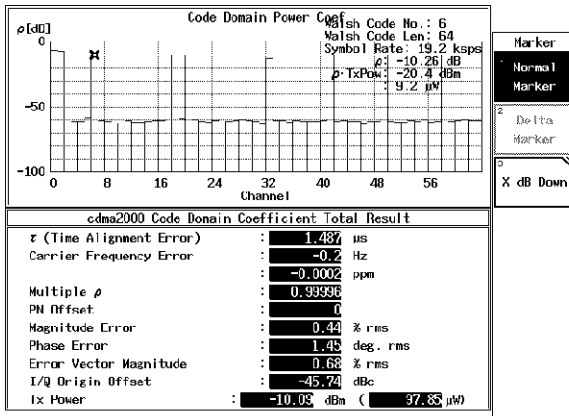 Code Domain Power Coef
Walsh Code No.: 6
Walsh Code Len: 64
Symbol Rate: 19.2 ksps
ρ: -10.26 dB
ρ·TxPow: -20.4 dBm
: 9.2 μW
ρ[dB]
0
-50
-100
0 8 16 24 32 40 48 56
Channel
Marker
Normal
Marker
2
Delta
Marker
X dB Down
cdma2000 Code Domain Coefficient Total Result
τ (Time Alignment Error) : 1.487 μs
Carrier Frequency Error : -0.2 Hz
: -0.0002 ppm
Multiple ρ : 0.99996
PN Offset : 0
Magnitude Error : 0.44 % rms
Phase Error : 1.45 deg. rms
Error Vector Magnitude : 0.68 % rms
I/Q Origin Offset : -45.74 dBc
Tx Power : -10.09 dBm ( 97.85 μW)